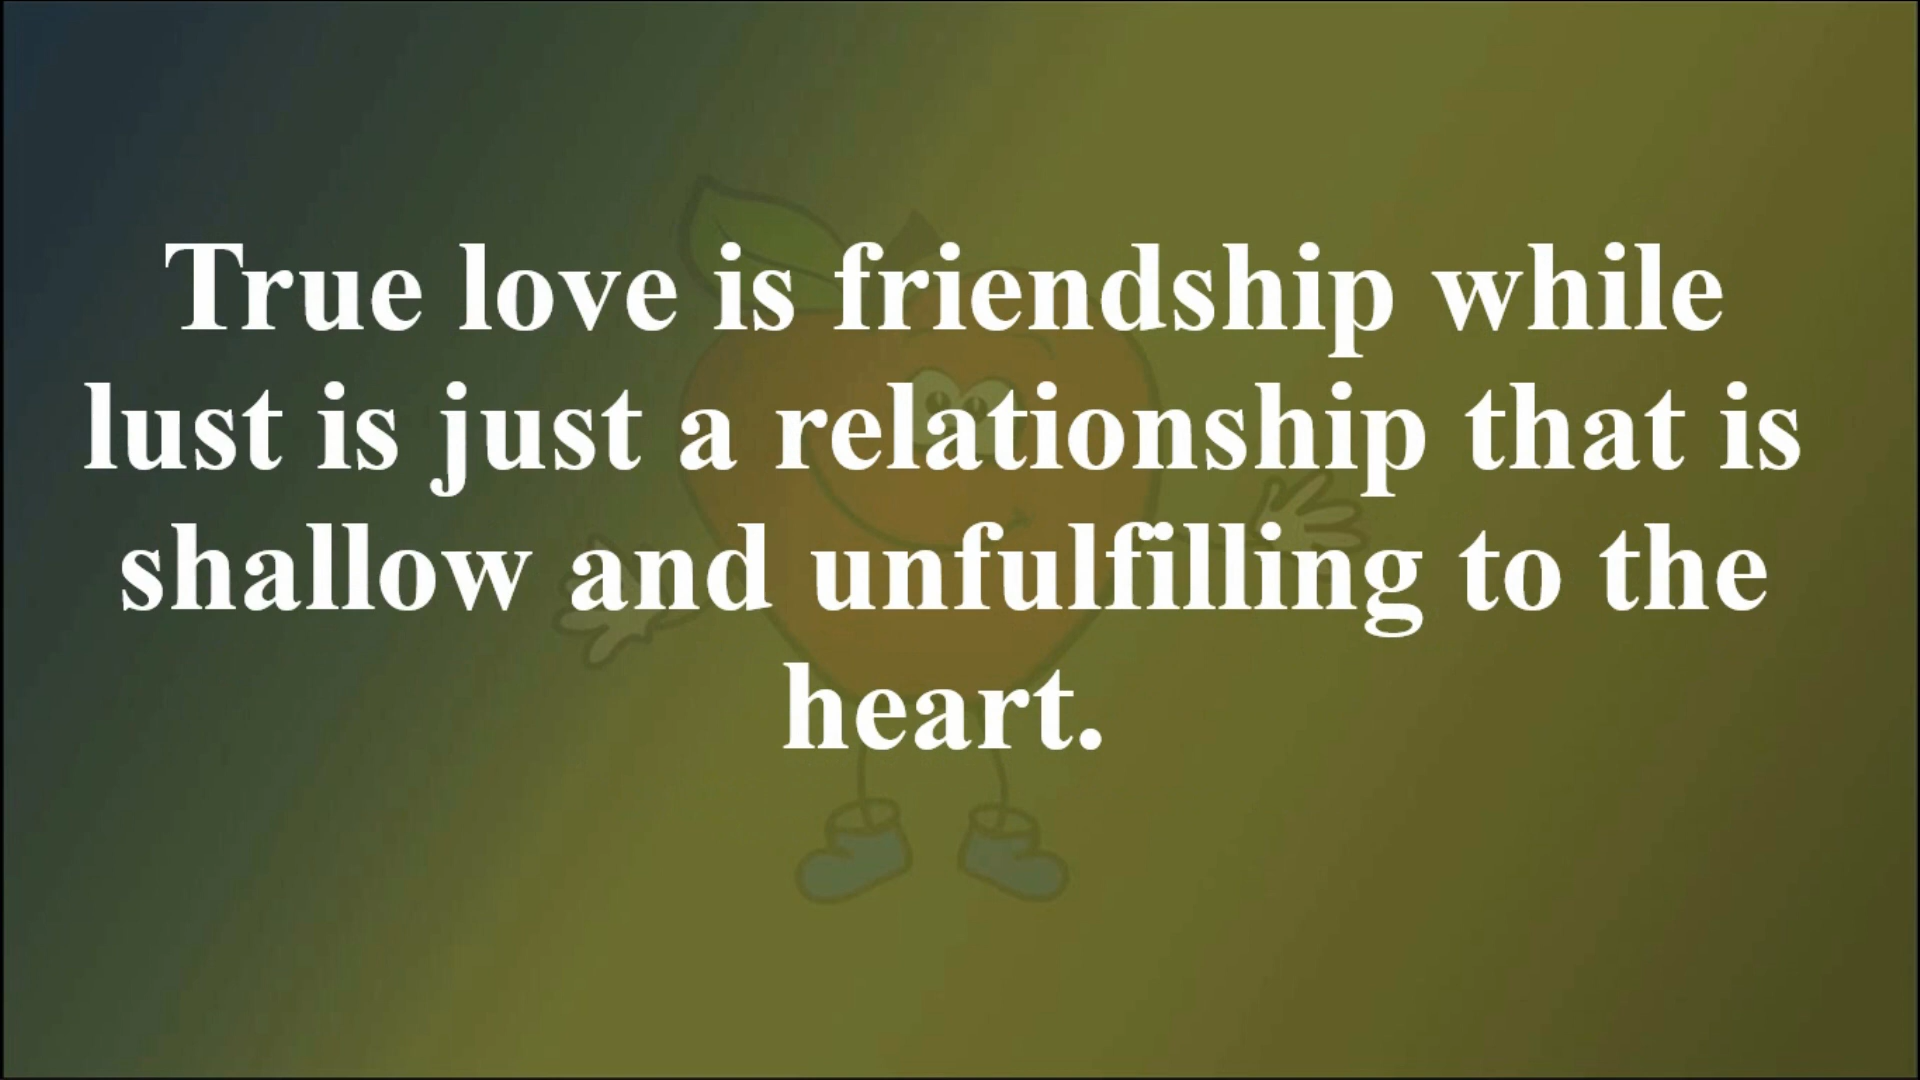 True love is friendship while
lust is just a relationship that is
shallow and unfulfilling to the
heart.